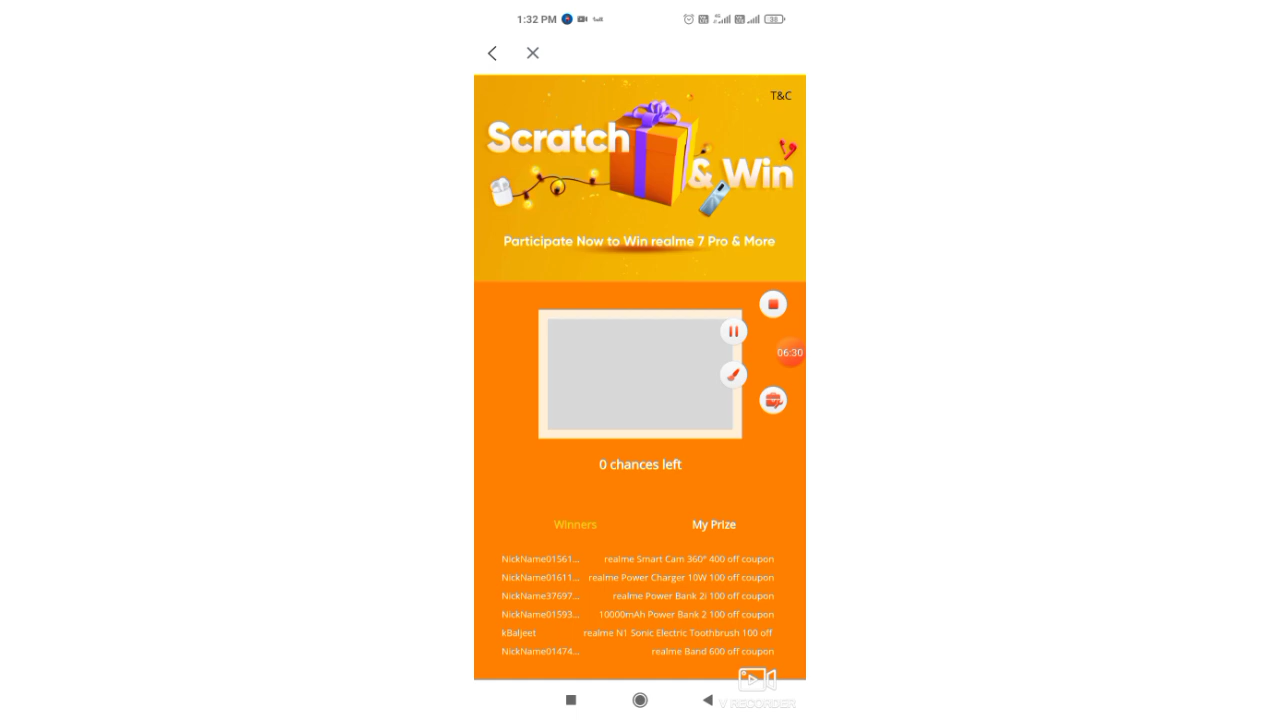 1:32 PM
38
T&C
Scratch
& Win
Participate Now to Win realme 7 Pro & More
06:30
0 chances left
Winners My Prize
NickName01561... realme Smart Cam 360° 400 off coupon
NickName01611... realme Power Charger 10W 100 off coupon
NickName37697... realme Power Bank 2i 100 off coupon
NickName01593... 10000mAh Power Bank 2 100 off coupon
kBaljeet realme N1 Sonic Electric Toothbrush 100 off
NickName01474... realme Band 600 off coupon
V RECORDER